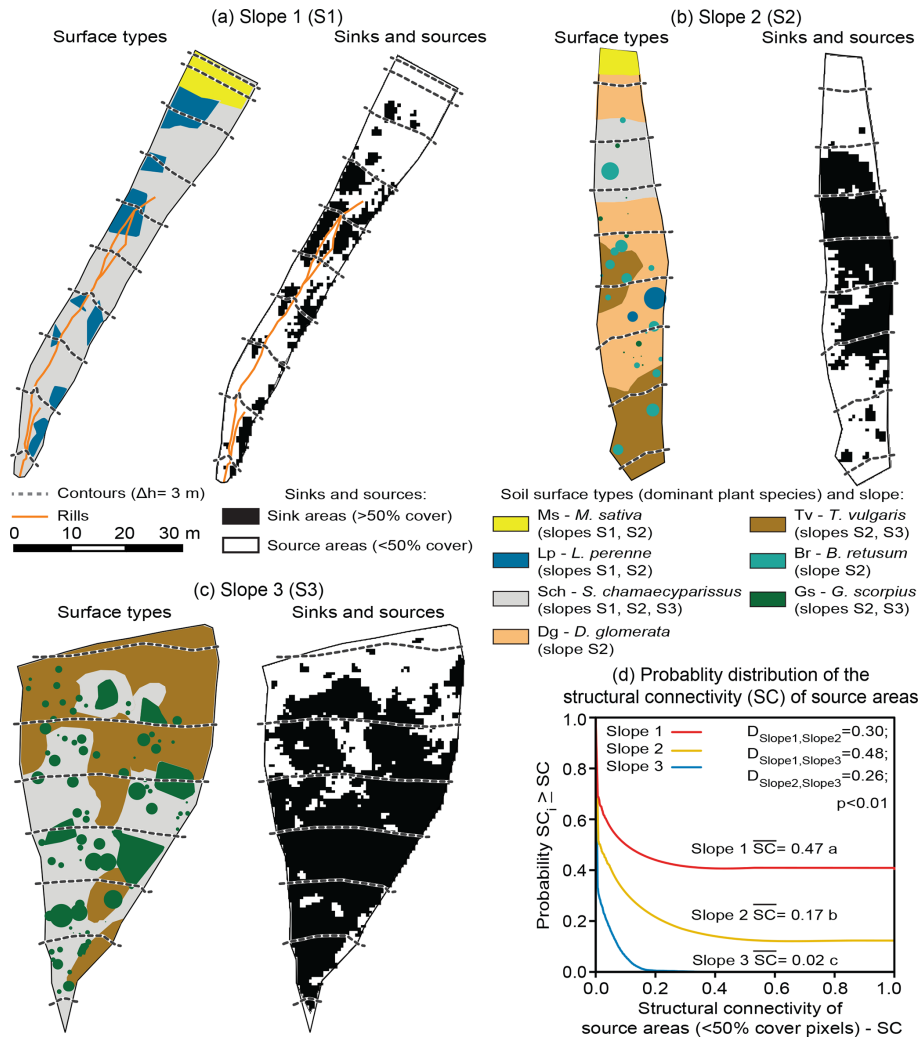 (a) Slope 1 (S1)
Surface types
Sinks and sources
(b) Slope 2 (S2)
Surface types
Sinks and sources
Contours (Δh= 3 m)
Rills
0 10 20 30 m
Sinks and sources:
Sink areas (>50% cover)
Source areas (<50% cover)
Soil surface types (dominant plant species) and slope:
Ms - M. sativa
(slopes S1, S2)
Lp - L. perenne
(slopes S1, S2)
Sch - S. chamaecyparissus
(slopes S1, S2, S3)
Dg - D. glomerata
(slope S2)
Tv - T. vulgaris
(slopes S2, S3)
Br - B. retusum
(slope S2)
Gs - G. scorpius
(slopes S2, S3)
(c) Slope 3 (S3)
Surface types
Sinks and sources
(d) Probablity distribution of the
structural connectivity (SC) of source areas
Probability SCi ≥ SC
1.0
0.8
0.6
0.4
0.2
0.0
Slope 1
Slope 2
Slope 3
DSlope1,Slope2=0.30;
DSlope1,Slope3=0.48;
DSlope2,Slope3=0.26;
p<0.01
Slope 1 S̅C̅= 0.47 a
Slope 2 S̅C̅= 0.17 b
Slope 3 S̅C̅= 0.02 c
0.0 0.2 0.4 0.6 0.8 1.0
Structural connectivity of
source areas (<50% cover pixels) - SC